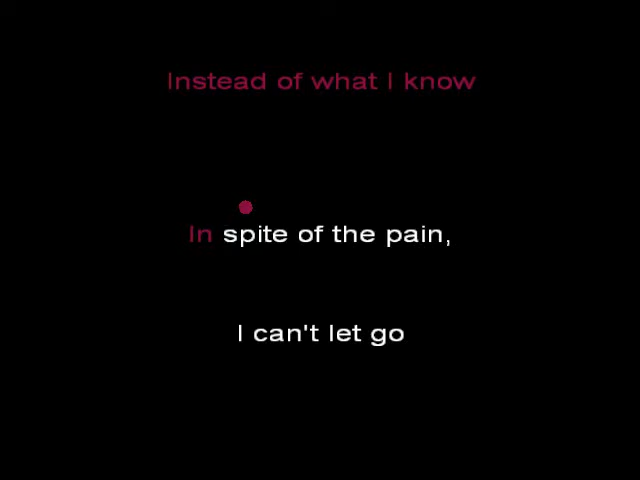 Instead of what I know
In spite of the pain,
I can't let go